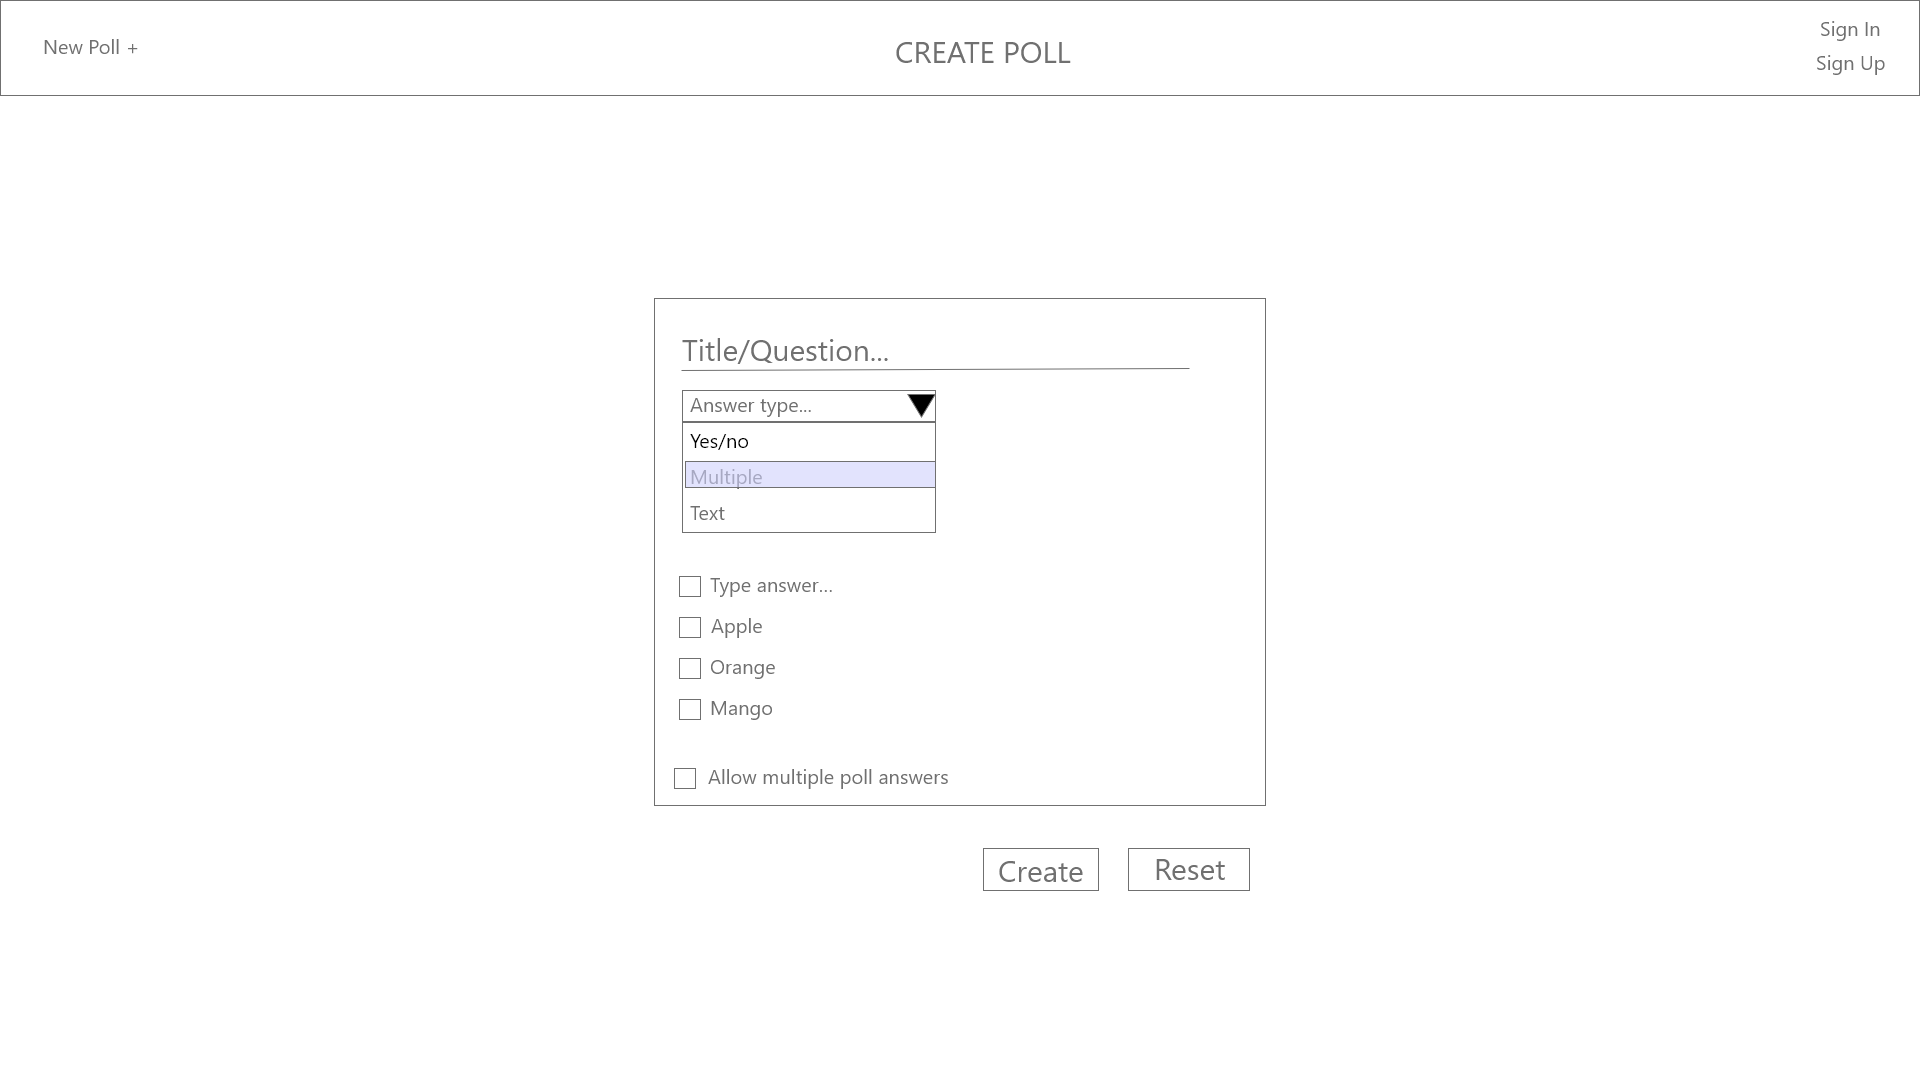 New Poll +
CREATE POLL
Sign In
Sign Up
Title/Question...
Answer type...
Yes/no
Multiple
Text
Type answer...
Apple
Orange
Mango
Allow multiple poll answers
Create
Reset